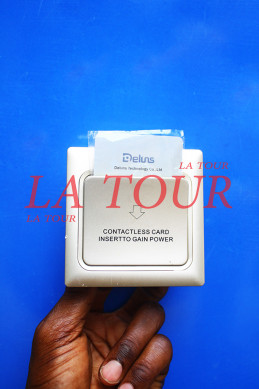 Deluns
Deluns Technology Co.,Ltd
LA TOUR
LA TOUR
LA TOUR
CONTACTLESS CARD
INSERTTO GAIN POWER